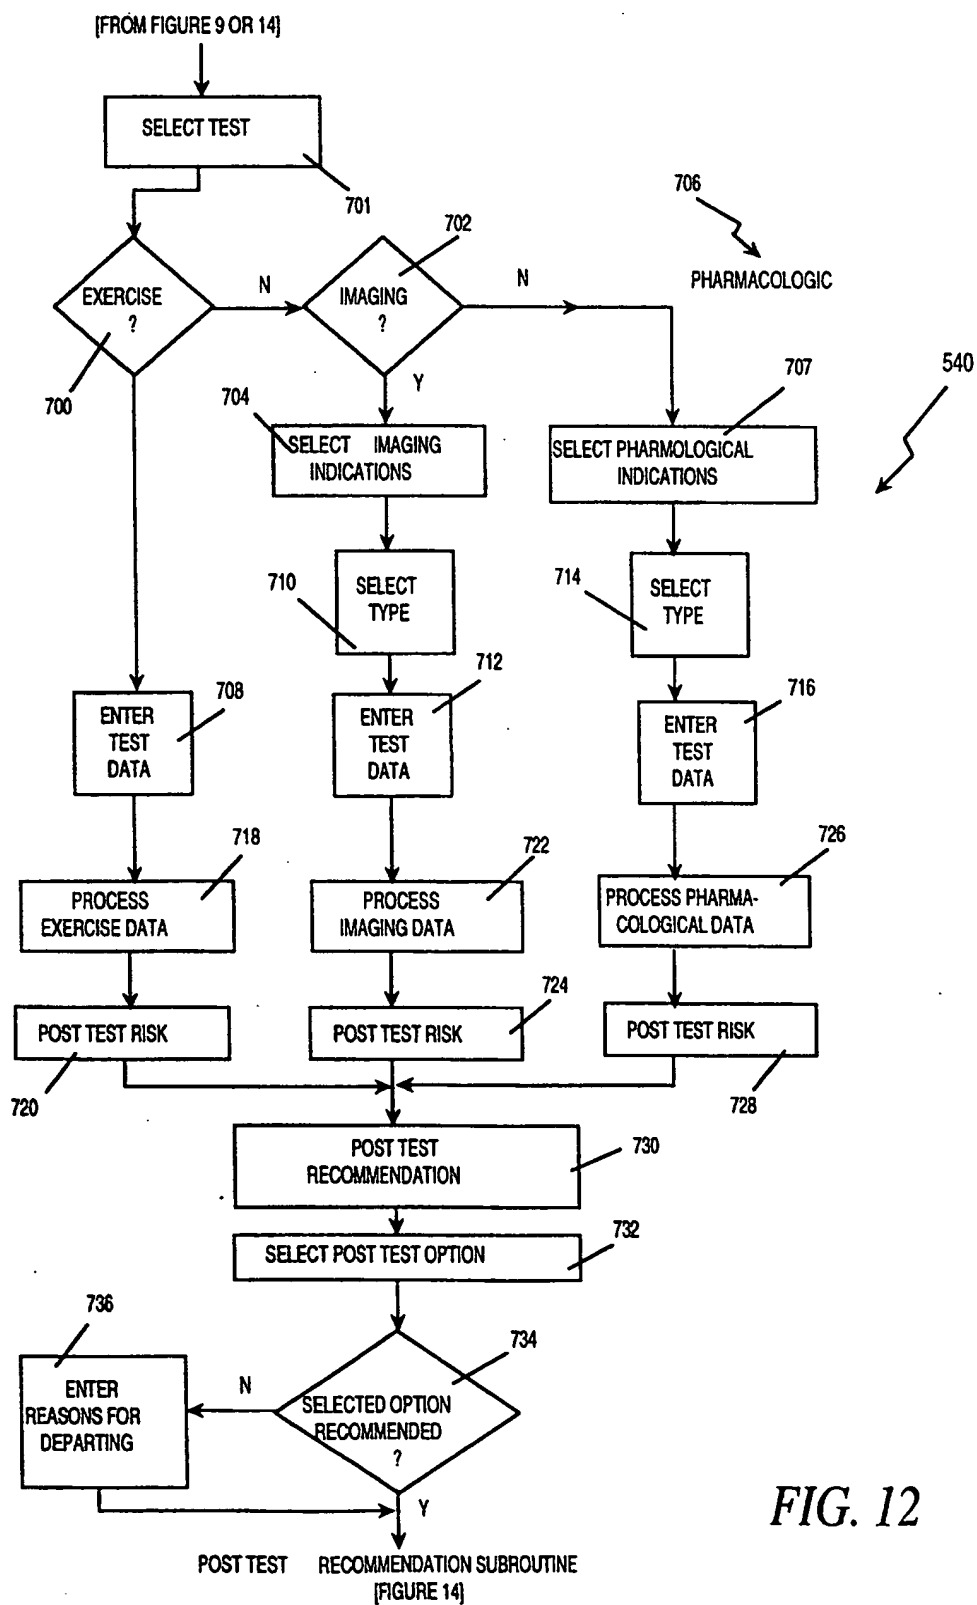 [FROM FIGURE 9 OR 14]
SELECT TEST
701
706
702
PHARMACOLOGIC
N
N
EXERCISE
?
IMAGING
?
700
Y
704
707
540
SELECT IMAGING
INDICATIONS
SELECT PHARMOLOGICAL
INDICATIONS
710
SELECT
TYPE
714
SELECT
TYPE
708
712
716
ENTER
TEST
DATA
ENTER
TEST
DATA
ENTER
TEST
DATA
718
722
726
PROCESS
EXERCISE DATA
PROCESS
IMAGING DATA
PROCESS PHARMA-
COLOGICAL DATA
724
POST TEST RISK
POST TEST RISK
POST TEST RISK
720
728
POST TEST
RECOMMENDATION
730
SELECT POST TEST OPTION
732
736
734
ENTER
REASONS FOR
DEPARTING
N
SELECTED OPTION
RECOMMENDED
?
Y
FIG. 12
POST TEST RECOMMENDATION SUBROUTINE
[FIGURE 14]